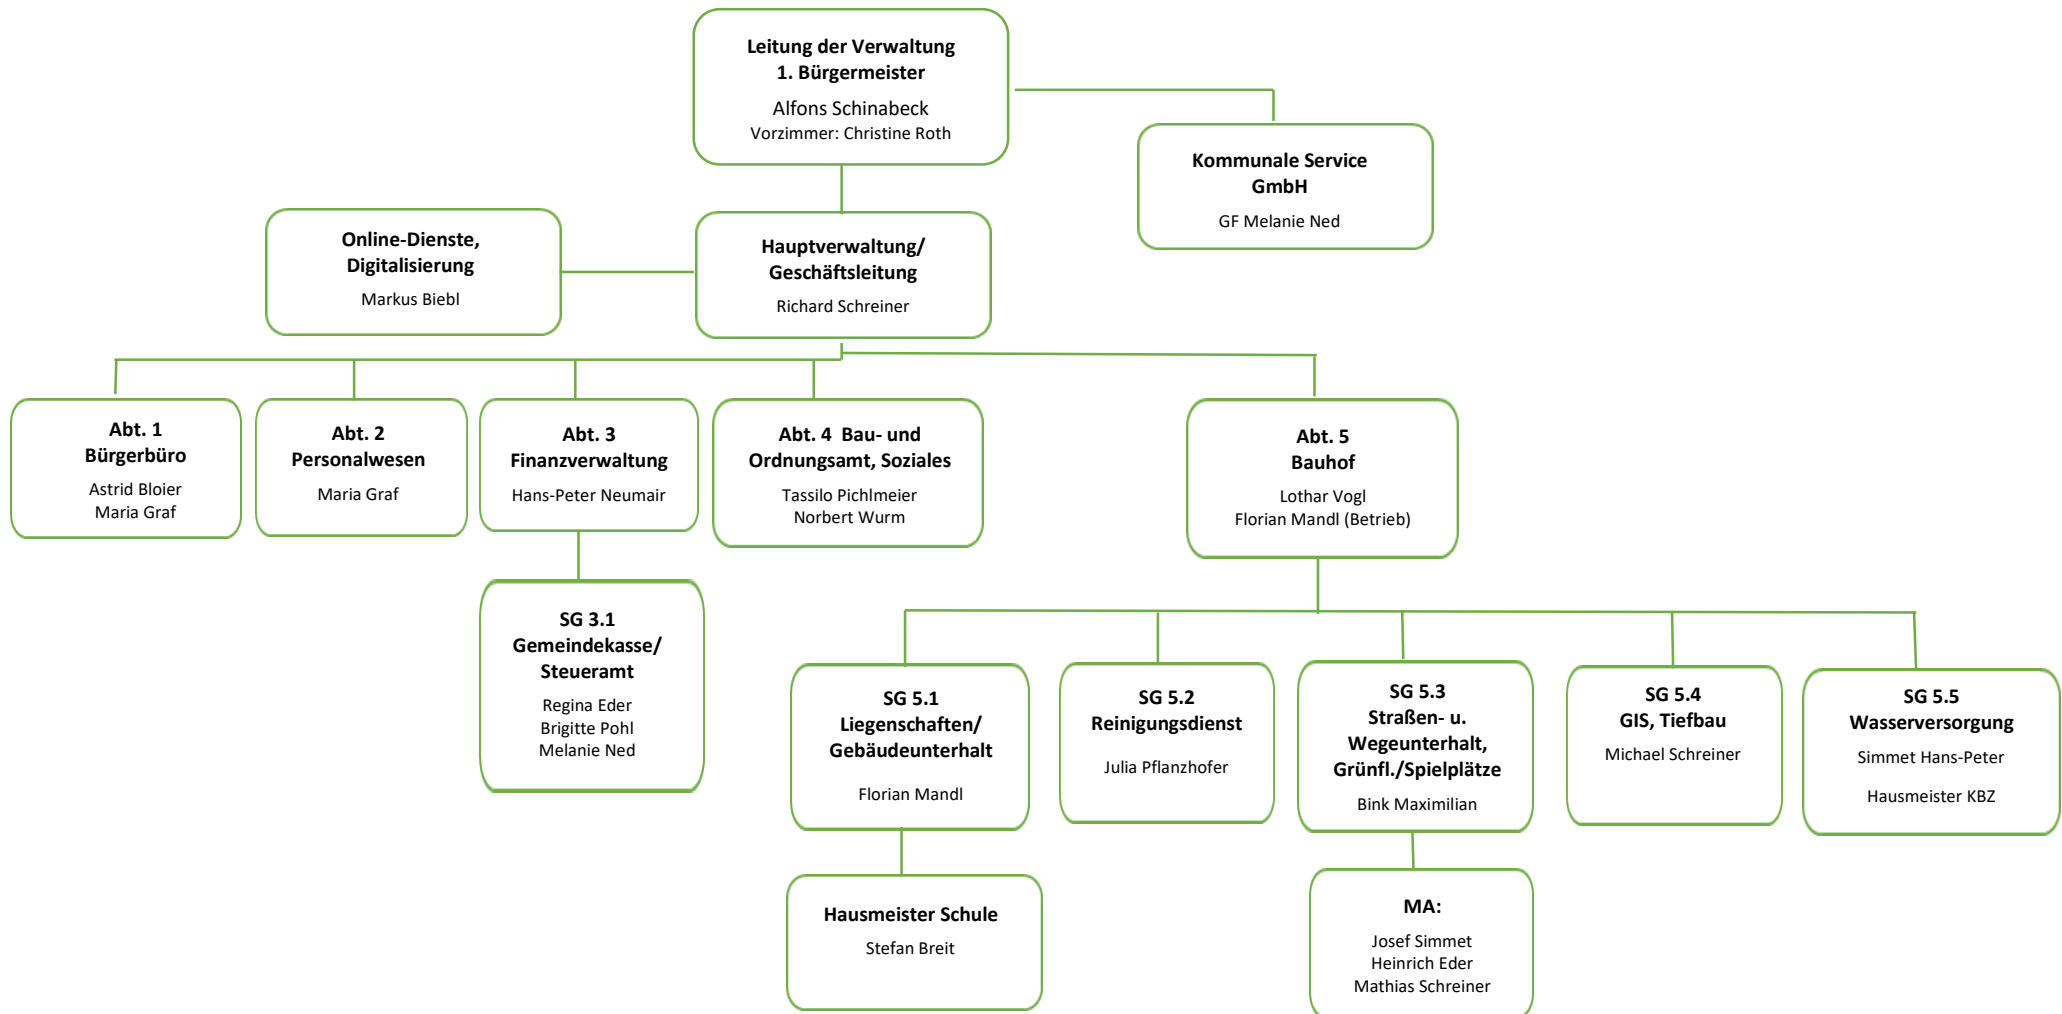 Leitung der Verwaltung
1. Bürgermeister
Alfons Schinabeck
Vorzimmer: Christine Roth
Kommunale Service
GmbH
GF Melanie Ned
Online-Dienste,
Digitalisierung
Markus Biebl
Hauptverwaltung/
Geschäftsleitung
Richard Schreiner
Abt. 1
Bürgerbüro
Astrid Bloier
Maria Graf
Abt. 2
Personalwesen
Maria Graf
Abt. 3
Finanzverwaltung
Hans-Peter Neumair
Abt. 4 Bau- und
Ordnungsamt, Soziales
Tassilo Pichlmeier
Norbert Wurm
Abt. 5
Bauhof
Lothar Vogl
Florian Mandl (Betrieb)
SG 3.1
Gemeindekasse/
Steueramt
Regina Eder
Brigitte Pohl
Melanie Ned
SG 5.1
Liegenschaften/
Gebäudeunterhalt
Florian Mandl
SG 5.2
Reinigungsdienst
Julia Pflanzhofer
SG 5.3
Straßen- u.
Wegeunterhalt,
Grünfl./Spielplätze
Bink Maximilian
SG 5.4
GIS, Tiefbau
Michael Schreiner
SG 5.5
Wasserversorgung
Simmet Hans-Peter
Hausmeister KBZ
Hausmeister Schule
Stefan Breit
MA:
Josef Simmet
Heinrich Eder
Mathias Schreiner